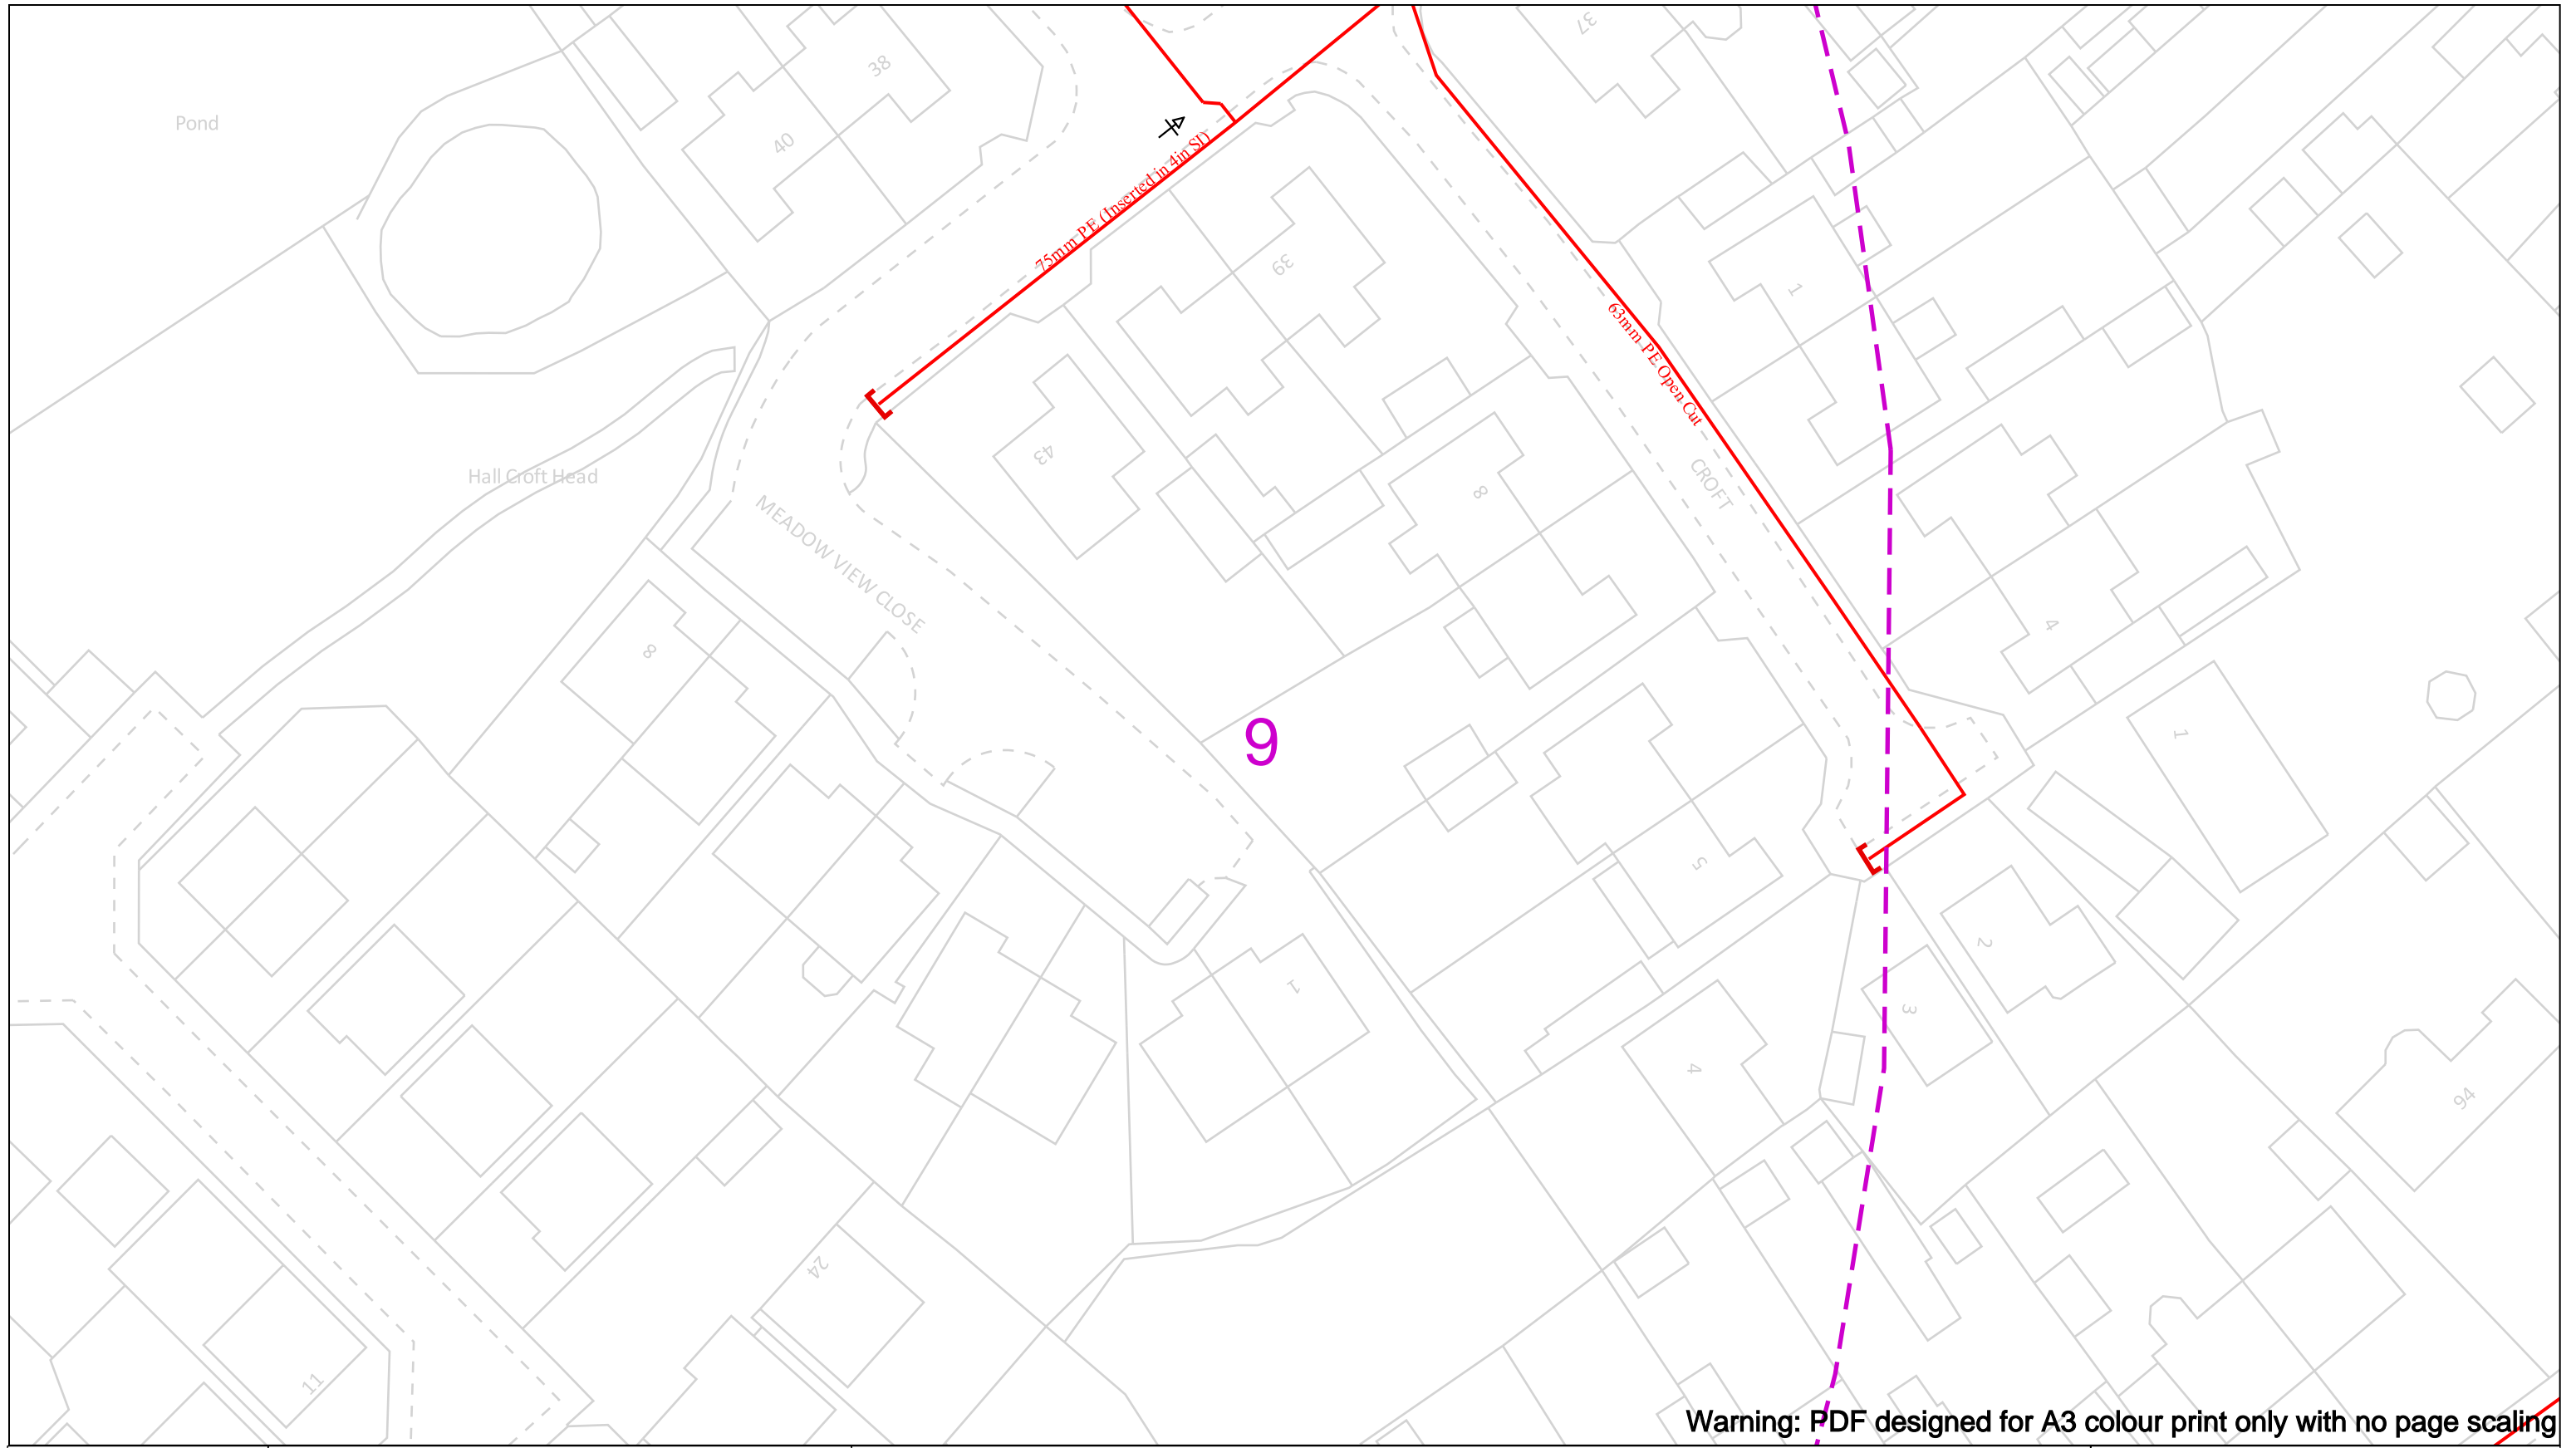 37
38
Pond
40
75mm PE (Inserted in 4in SI)
39
1
63mm PE Open Cut
43
Hall Croft Head
CROFT
8
MEADOW VIEW CLOSE
4
8
9
1
5
2
1
3
4
94
24
11
Warning: PDF designed for A3 colour print only with no page scaling